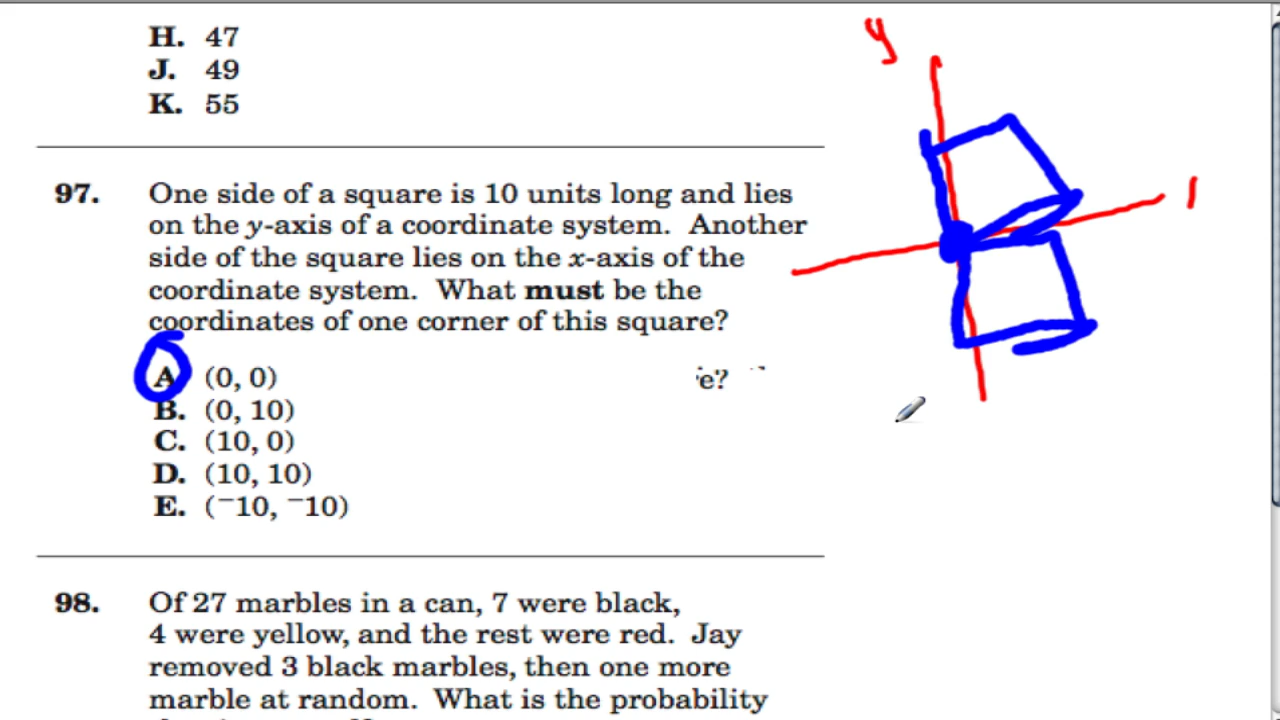 H. 47
J. 49
K. 55
y
97. One side of a square is 10 units long and lies
on the y-axis of a coordinate system. Another
side of the square lies on the x-axis of the
coordinate system. What must be the
coordinates of one corner of this square?
A (0, 0)
e?
B. (0, 10)
C. (10, 0)
D. (10, 10)
E. (⁻10, ⁻10)
98. Of 27 marbles in a can, 7 were black,
4 were yellow, and the rest were red. Jay
removed 3 black marbles, then one more
marble at random. What is the probability